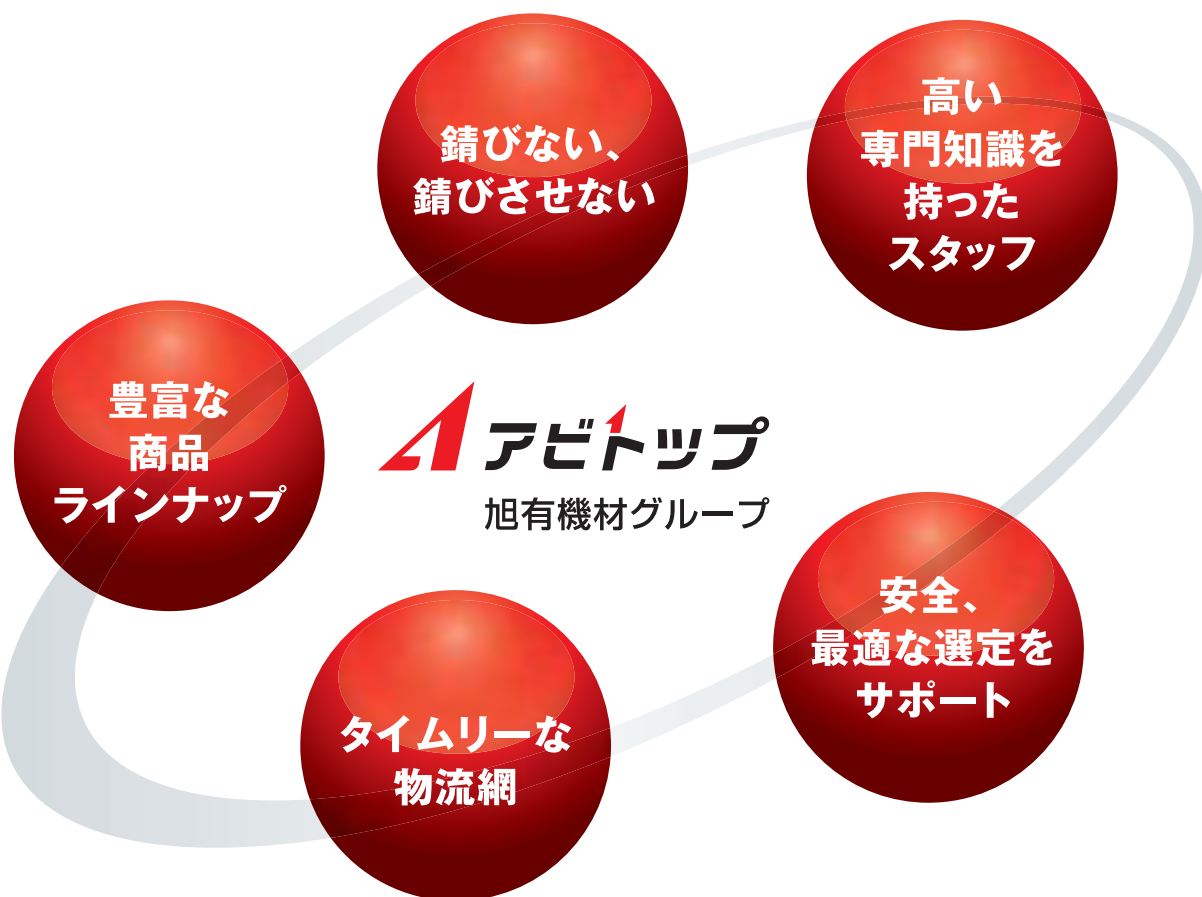 錆びない、
錆びさせない
高い
専門知識を
持った
スタッフ
豊富な
商品
ラインナップ
アビトップ
旭有機材グループ
安全、
最適な選定を
サポート
タイムリーな
物流網